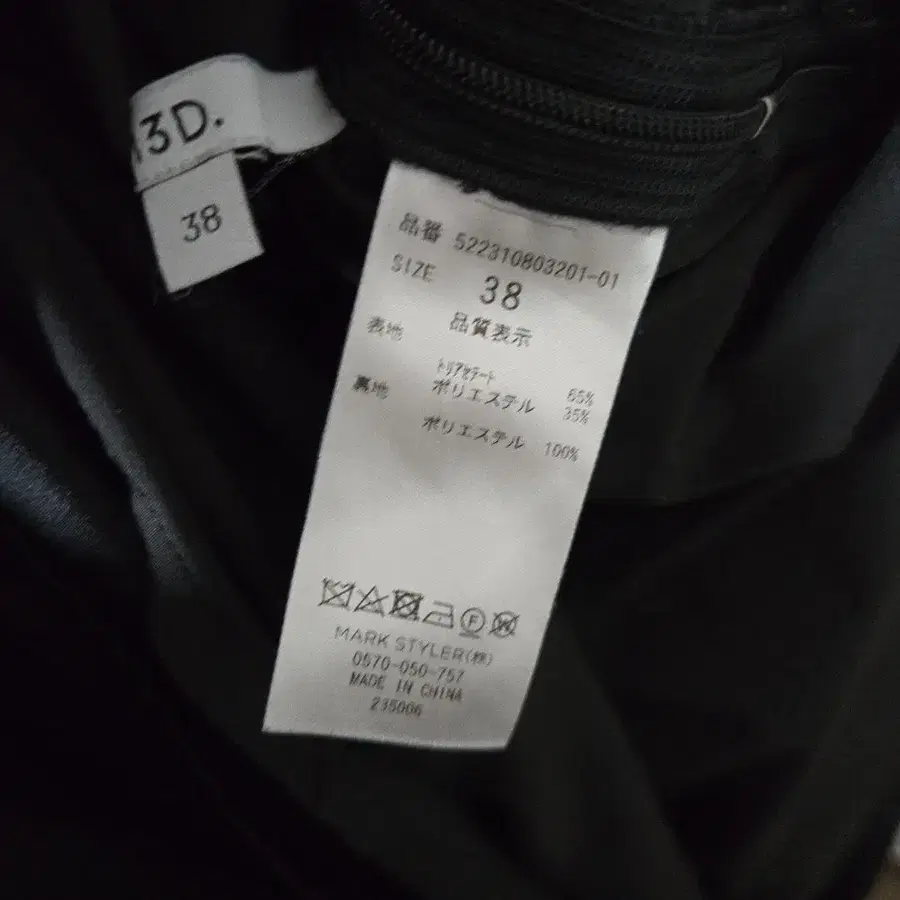 3D.
38
品番 522310803201-01
SIZE 38
品質表示
表地
トリアセテート 65%
ポリエステル 35%
裏地
ポリエステル 100%
MARK STYLER(株)
0570-050-757
MADE IN CHINA
235006